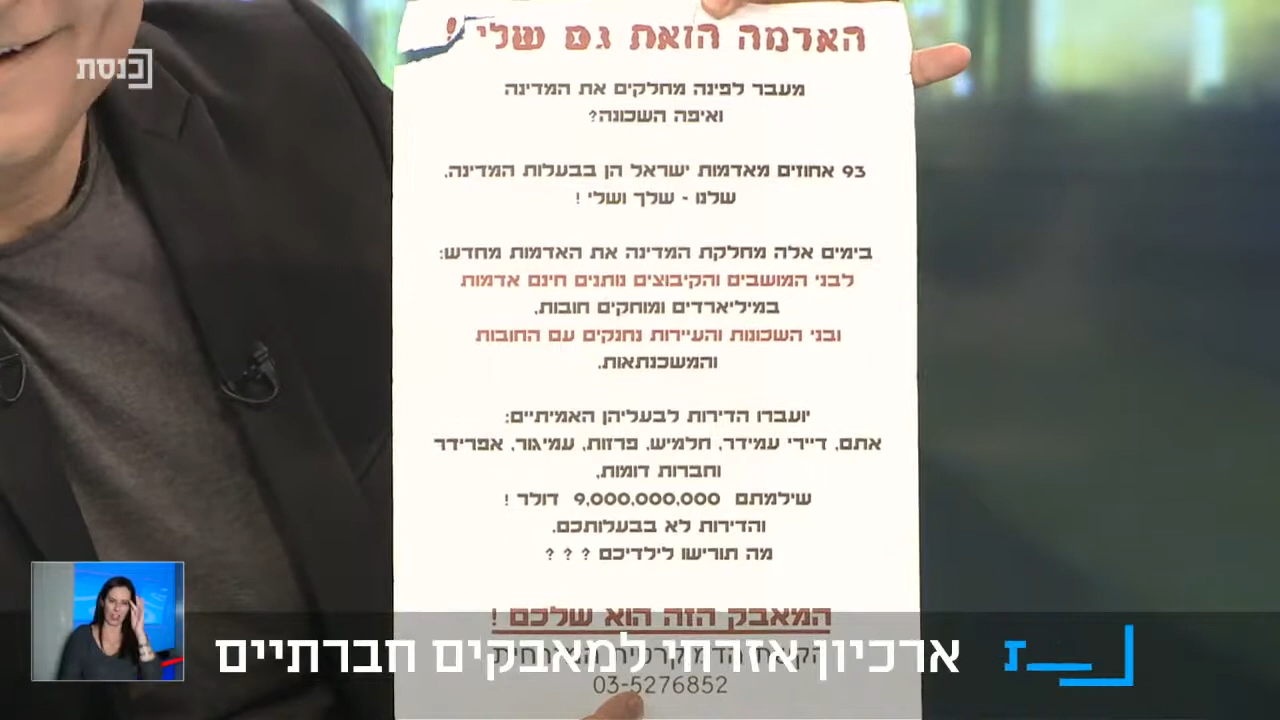 כנסת
האדמה הזאת גם שלי !
מעבר לפינה מחלקים את המדינה
ואיפה השכונה?
93 אחוזים מאדמות ישראל הן בבעלות המדינה,
שלנו - שלך ושלי !
בימים אלה מחלקת המדינה את האדמות מחדש:
לבני המושבים והקיבוצים נותנים חינם אדמות
במיליארדים ומוחקים חובות,
ובני השכונות והעיירות נחנקים עם החובות
והמשכנתאות.
יועברו הדירות לבעליהן האמיתיים:
אתם, דיירי עמידר, חלמיש, פרזות, עמיגור, אפרידר
וחברות דומות,
שילמתם 9,000,000,000 דולר !
והדירות לא בבעלותכם.
מה תורישו לילדיכם ? ? ?
המאבק הזה הוא שלכם !
ארכיון אזרחי למאבקים חברתיים
03-5276852